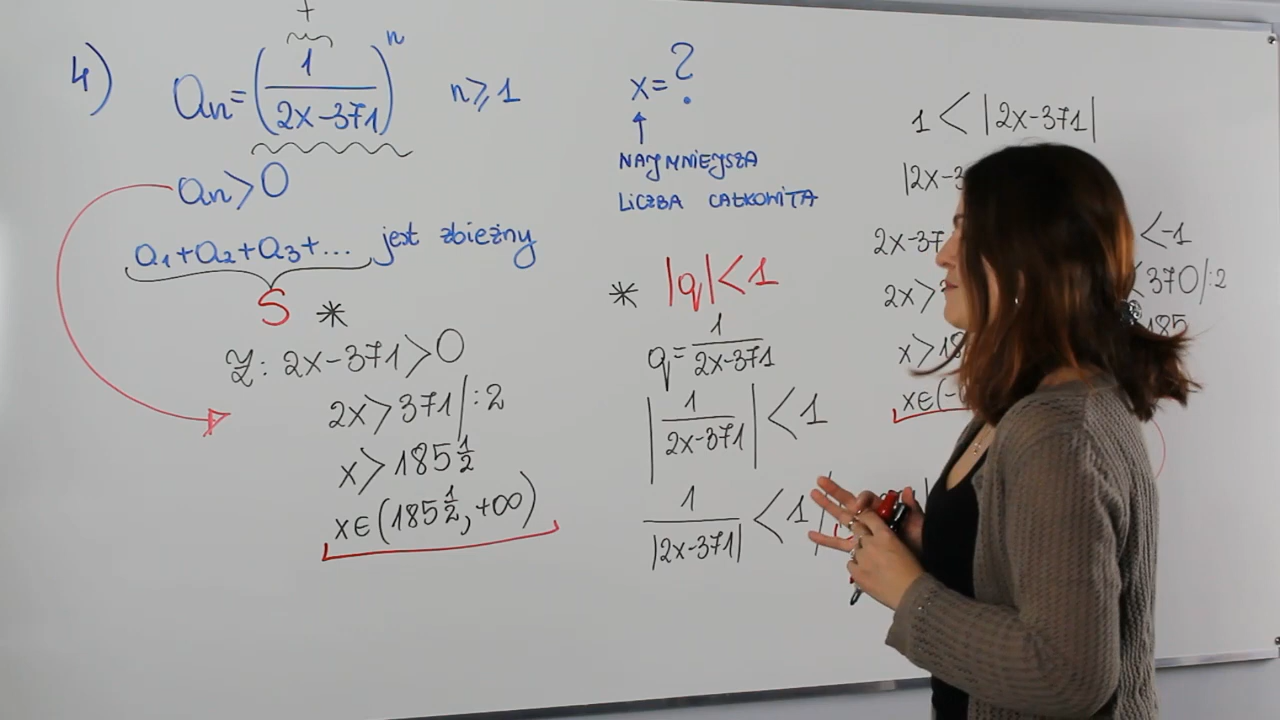 4) an=(1/(2x-371))^n n⩾1
+
an>0
a1+a2+a3+... jest zbieżny
S *
Z: 2x-371>0
2x>371 |:2
x>185 1/2
x∈(185 1/2, +∞)
x=?
↑
NAJMNIEJSZA
LICZBA CAŁKOWITA
* |q|<1
q=1/(2x-371)
|1/(2x-371)|<1
1/|2x-371|<1 |
1<|2x-371|
|2x-3
2x-37 <-1
2x> <370 |:2
x>18 185
x∈(-